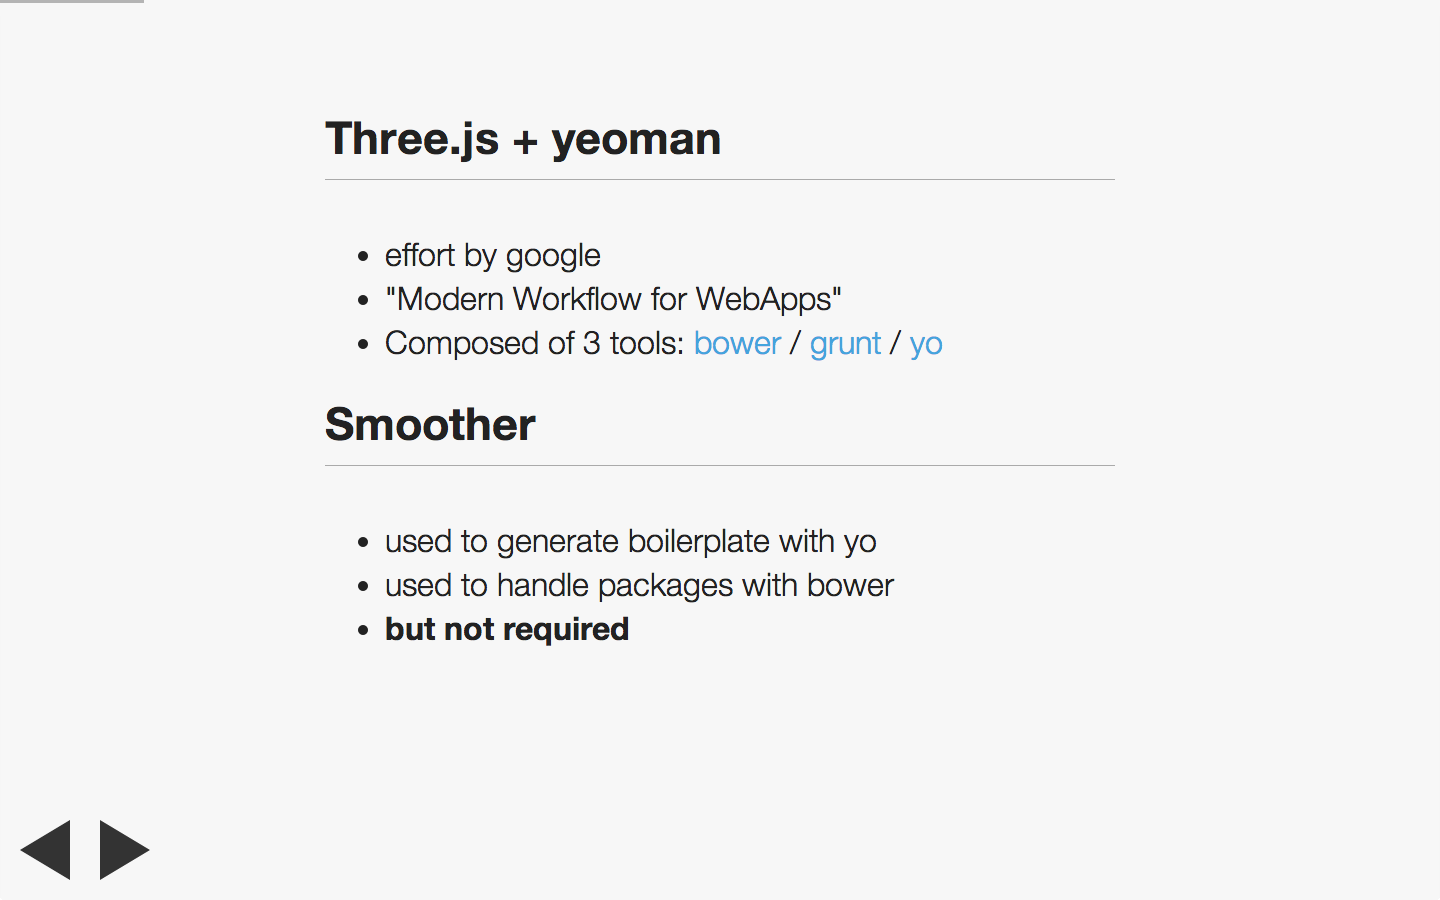 Three.js + yeoman
effort by google
"Modern Workflow for WebApps"
Composed of 3 tools: bower / grunt / yo
Smoother
used to generate boilerplate with yo
used to handle packages with bower
but not required